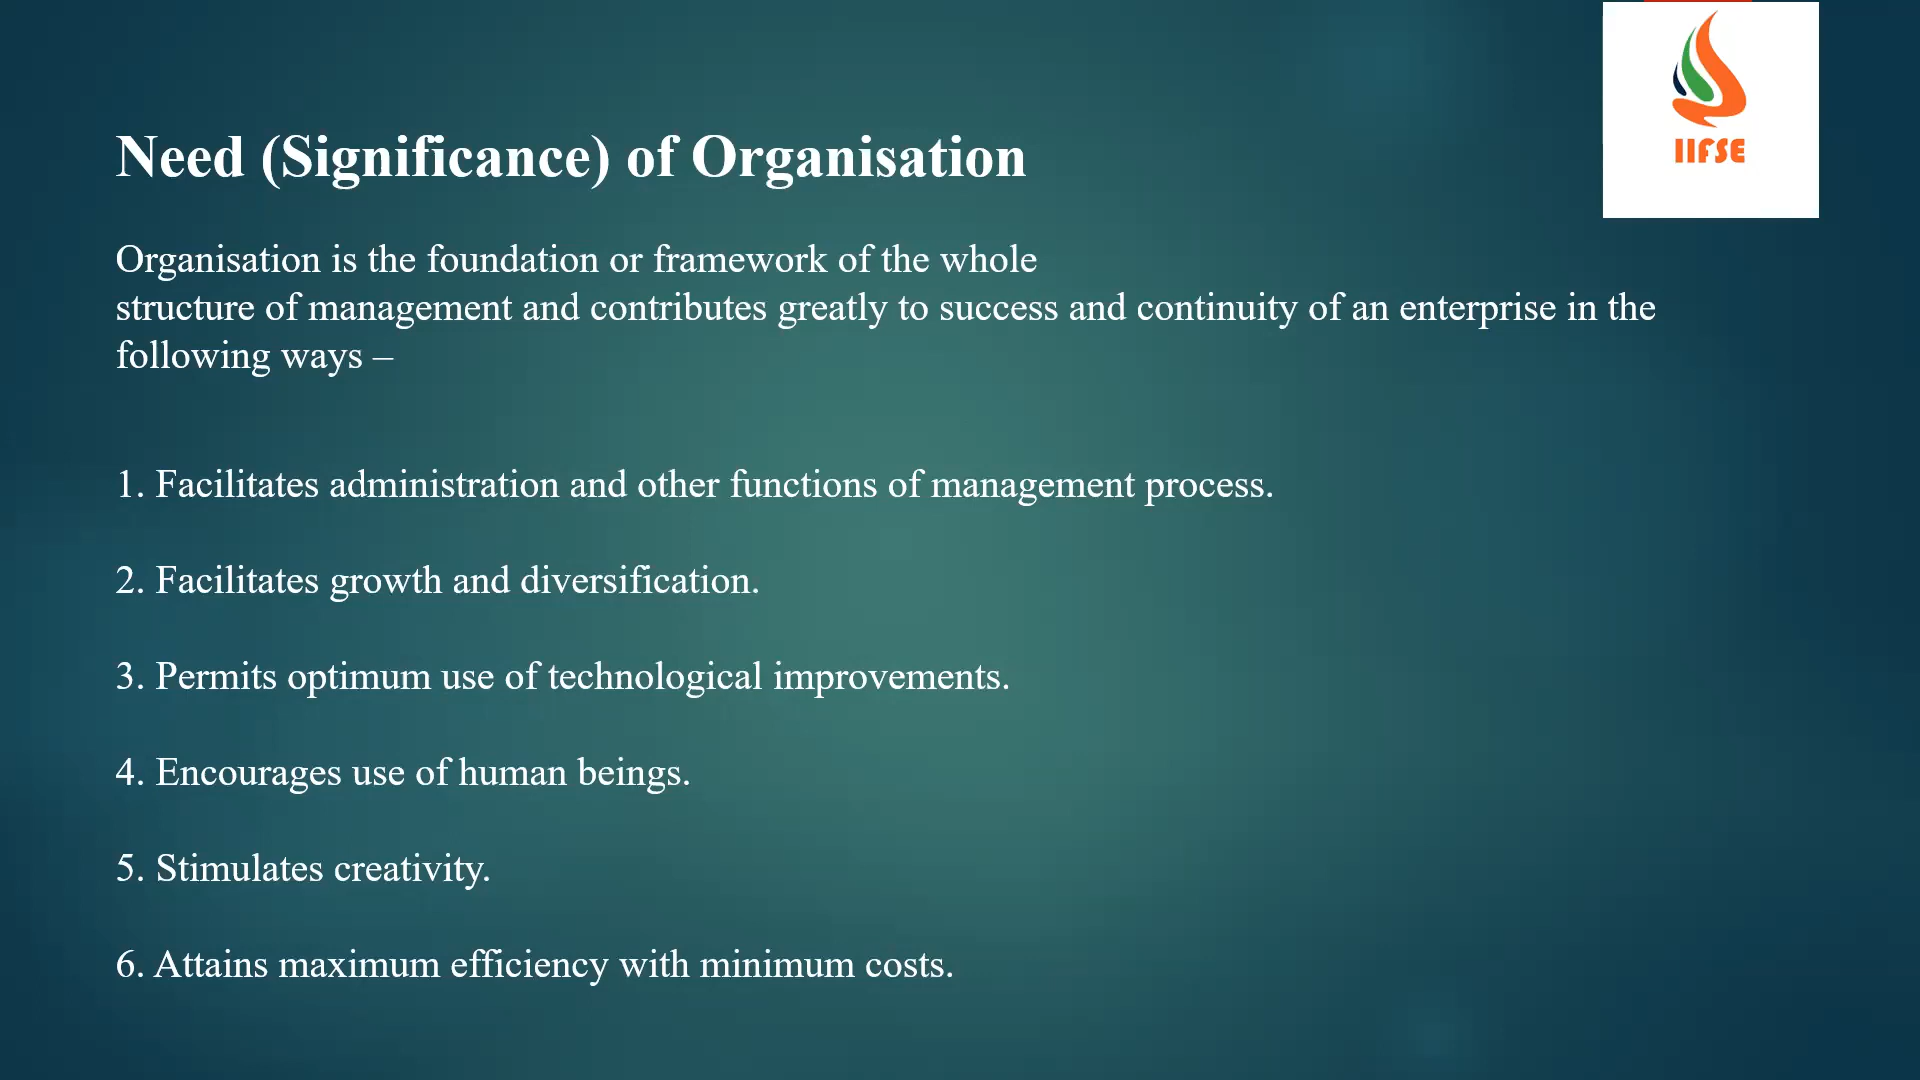 IIFSE
Need (Significance) of Organisation
Organisation is the foundation or framework of the whole
structure of management and contributes greatly to success and continuity of an enterprise in the
following ways –
1. Facilitates administration and other functions of management process.
2. Facilitates growth and diversification.
3. Permits optimum use of technological improvements.
4. Encourages use of human beings.
5. Stimulates creativity.
6. Attains maximum efficiency with minimum costs.